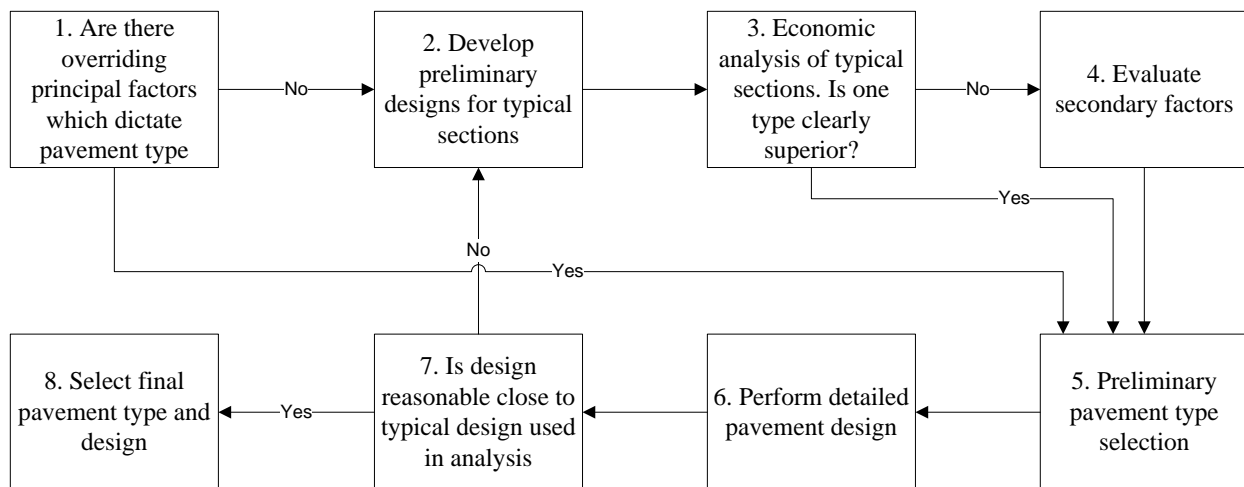 1. Are there
overriding
principal factors
which dictate
pavement type
No
2. Develop
preliminary
designs for typical
sections
3. Economic
analysis of typical
sections. Is one
type clearly
superior?
No
4. Evaluate
secondary factors
Yes
No
Yes
8. Select final
pavement type and
design
Yes
7. Is design
reasonable close to
typical design used
in analysis
6. Perform detailed
pavement design
5. Preliminary
pavement type
selection